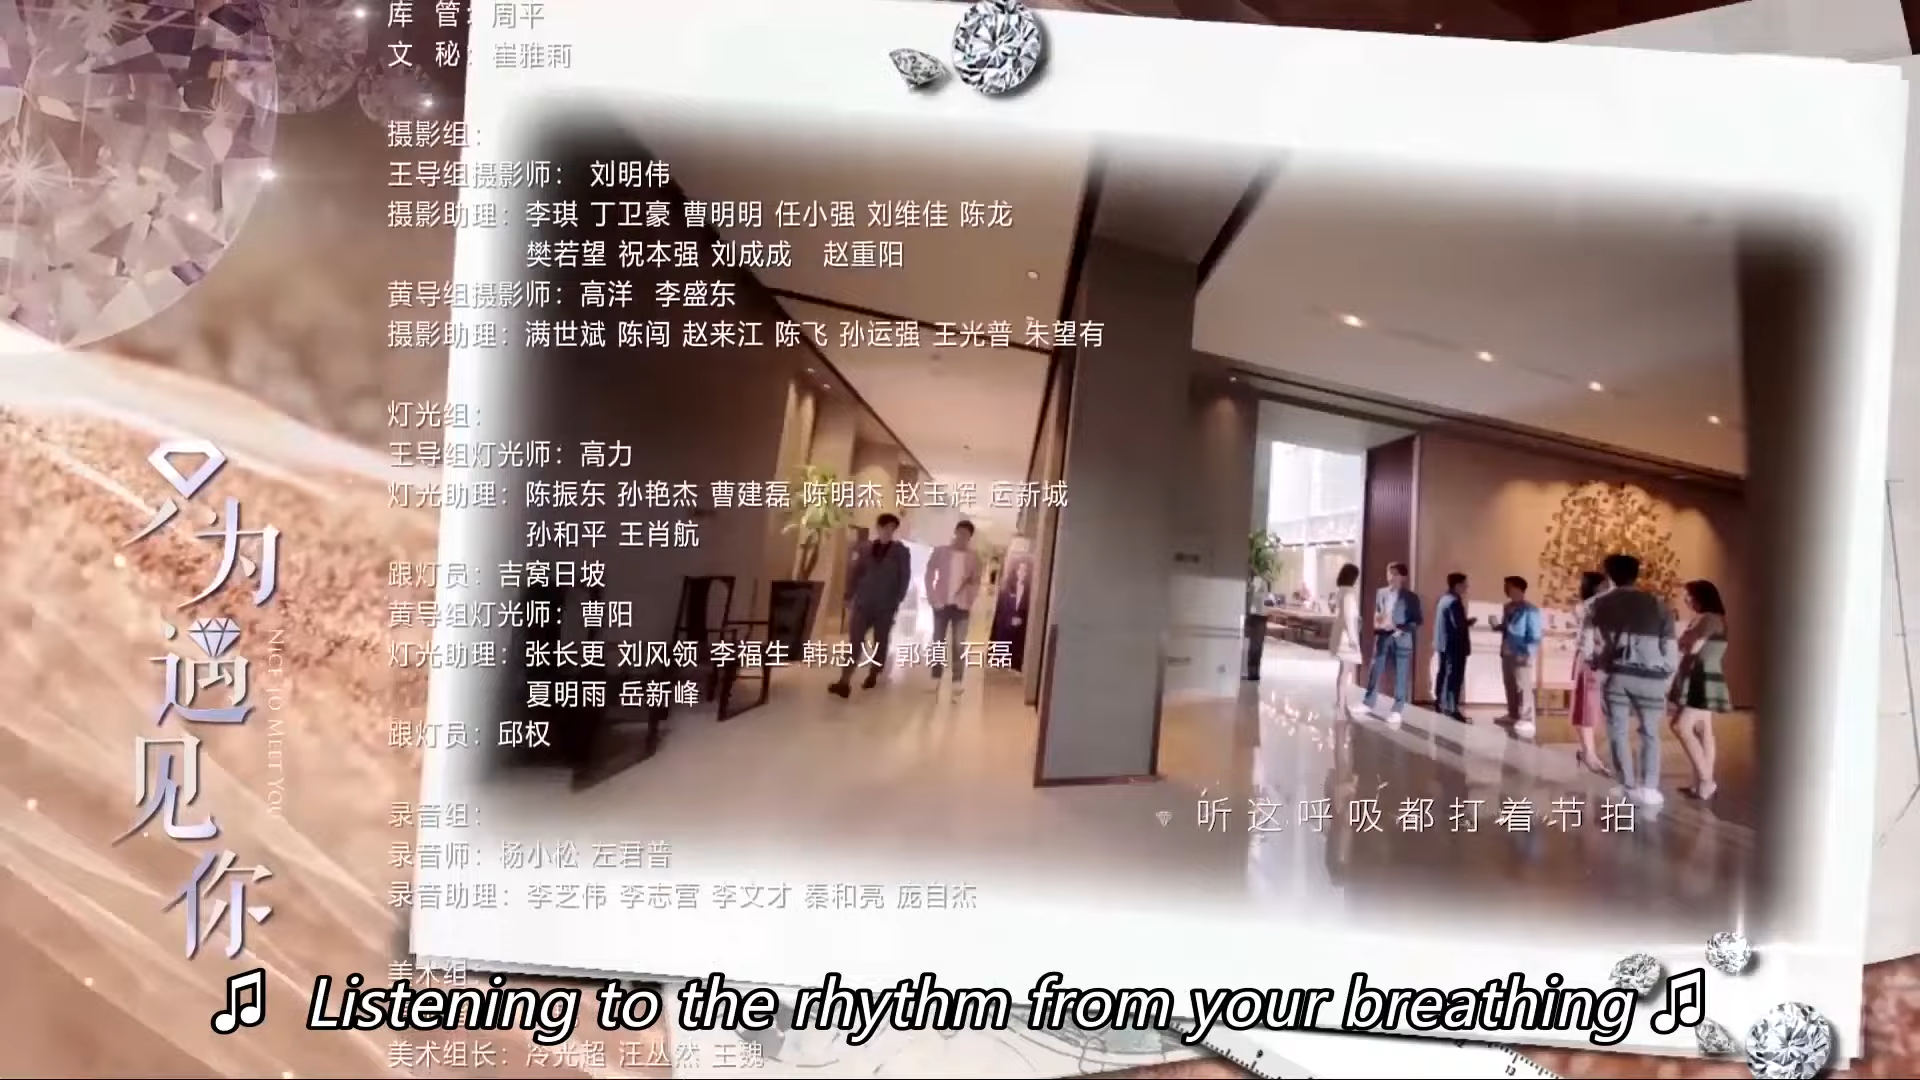 库 管：周平
文 秘：崔雅莉
摄影组：
王导组摄影师： 刘明伟
摄影助理：李琪 丁卫豪 曹明明 任小强 刘维佳 陈龙
樊若望 祝本强 刘成成 赵重阳
黄导组摄影师：高洋 李盛东
摄影助理：满世斌 陈闯 赵来江 陈飞 孙运强 王光普 朱望有
灯光组：
王导组灯光师：高力
灯光助理：陈振东 孙艳杰 曹建磊 陈明杰 赵玉辉 运新城
孙和平 王肖航
跟灯员：吉窝日坡
黄导组灯光师：曹阳
灯光助理：张长更 刘风领 李福生 韩忠义 郭镇 石磊
夏明雨 岳新峰
跟灯员：邱权
录音组：
录音师：杨小松 左君普
录音助理：李芝伟 李志营 李文才 秦和亮 庞自杰
美术组
美术组长：冷光超 汪丛然 王魏
只为遇见你
NICE TO MEET YOU
听这呼吸都打着节拍
♫ Listening to the rhythm from your breathing ♫